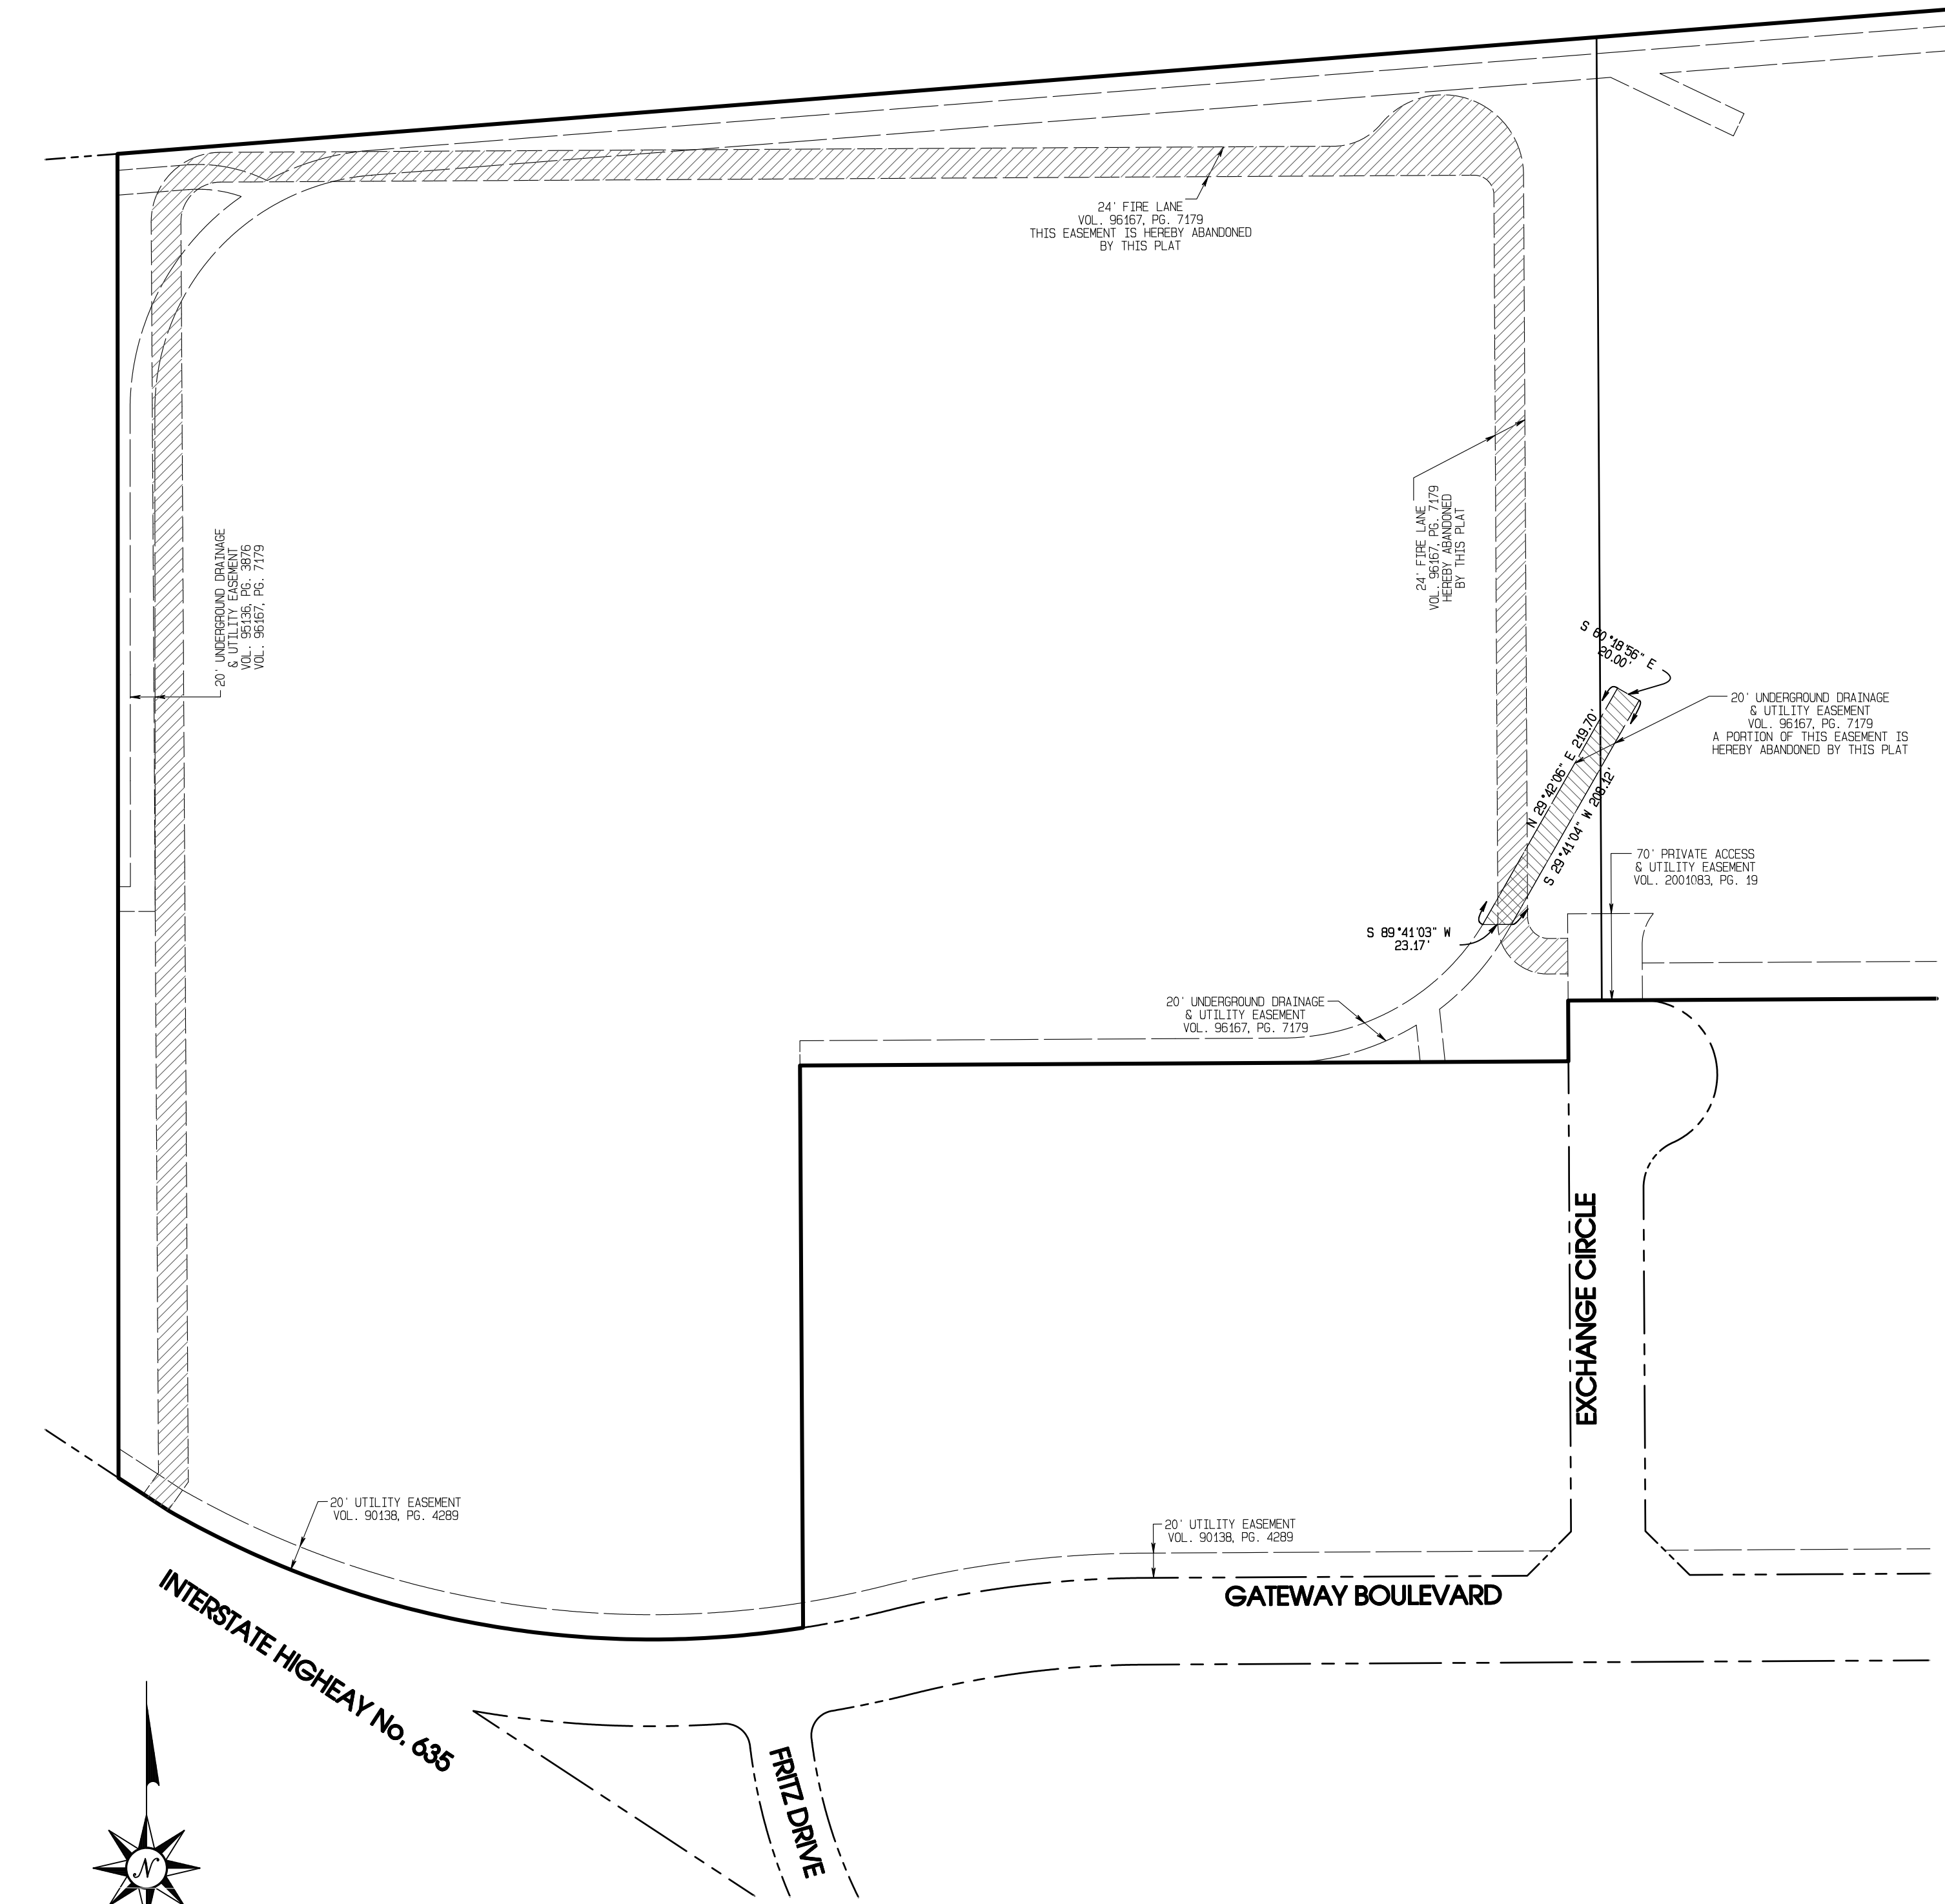 24' FIRE LANE
VOL. 96167, PG. 7179
THIS EASEMENT IS HEREBY ABANDONED
BY THIS PLAT
24' FIRE LANE
VOL. 96167, PG. 7179
HEREBY ABANDONED
BY THIS PLAT
20' UNDERGROUND DRAINAGE
& UTILITY EASEMENT
VOL. 95136, PG. 3876
VOL. 96167, PG. 7179
S 60°18'56" E
20.00'
20' UNDERGROUND DRAINAGE
& UTILITY EASEMENT
VOL. 96167, PG. 7179
A PORTION OF THIS EASEMENT IS
HEREBY ABANDONED BY THIS PLAT
N 29°42'06" E 219.70'
S 29°41'04" W 208.12'
70' PRIVATE ACCESS
& UTILITY EASEMENT
VOL. 2001083, PG. 19
S 89°41'03" W
23.17'
20' UNDERGROUND DRAINAGE
& UTILITY EASEMENT
VOL. 96167, PG. 7179
EXCHANGE CIRCLE
20' UTILITY EASEMENT
VOL. 90138, PG. 4289
20' UTILITY EASEMENT
VOL. 90138, PG. 4289
GATEWAY BOULEVARD
INTERSTATE HIGHEAY No. 635
FRITZ DRIVE
N